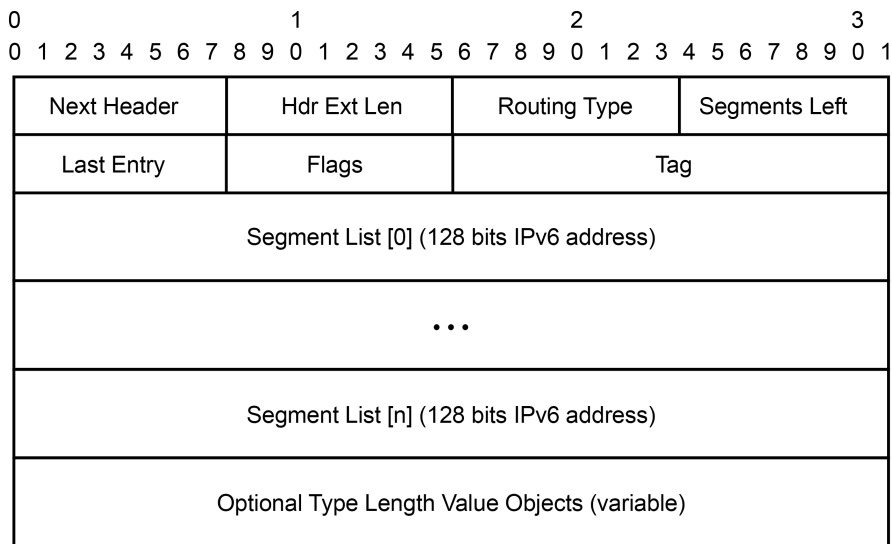 0 1 2 3
0 1 2 3 4 5 6 7 8 9 0 1 2 3 4 5 6 7 8 9 0 1 2 3 4 5 6 7 8 9 0 1
Next Header Hdr Ext Len Routing Type Segments Left
Last Entry Flags Tag
Segment List [0] (128 bits IPv6 address)
...
Segment List [n] (128 bits IPv6 address)
Optional Type Length Value Objects (variable)